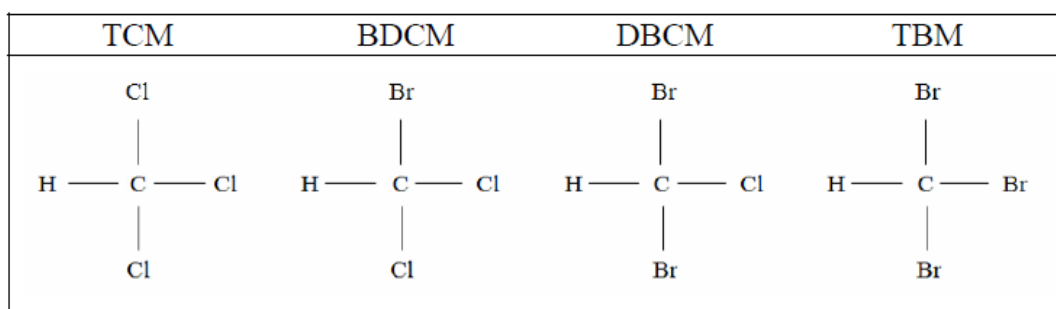 TCM BDCM DBCM TBM
Cl Br Br Br
H C Cl H C Cl H C Cl H C Br
Cl Cl Br Br